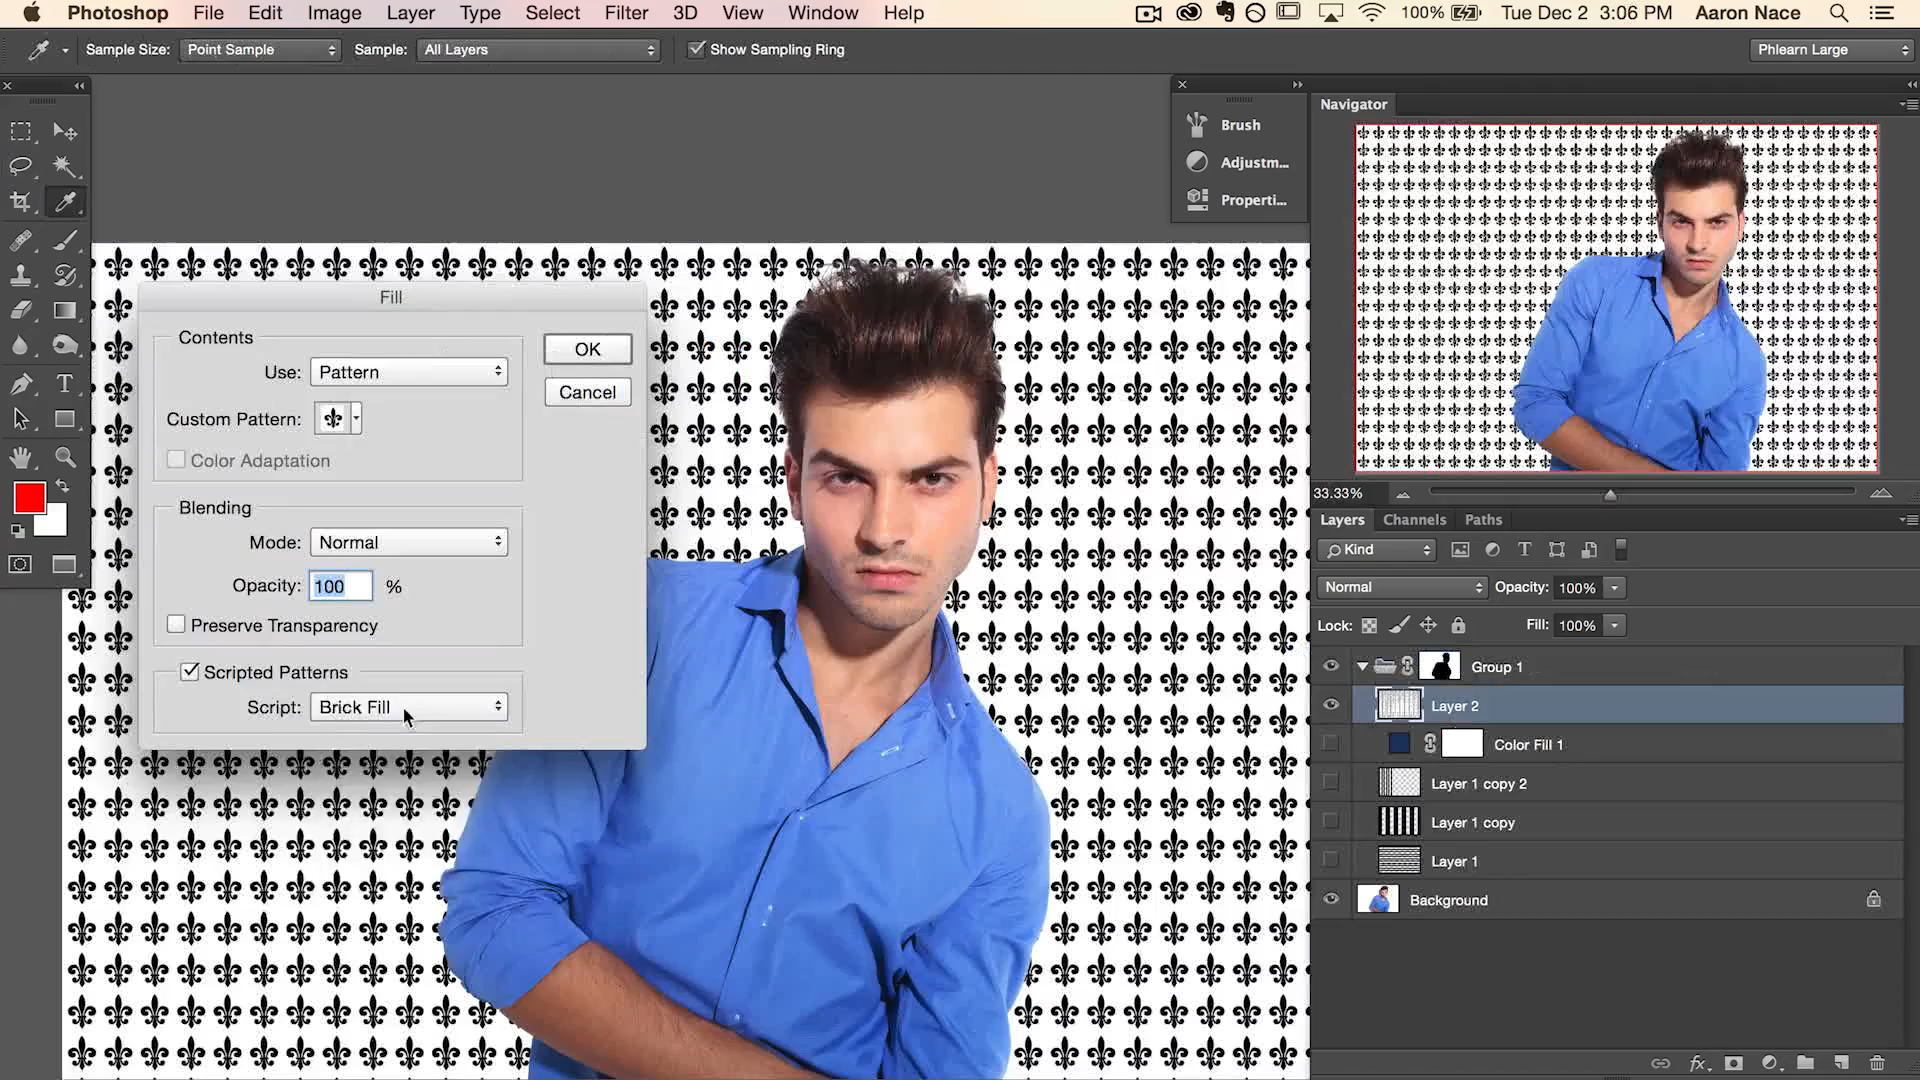 Photoshop File Edit Image Layer Type Select Filter 3D View Window Help 100% Tue Dec 2 3:06 PM Aaron Nace
Sample Size: Point Sample Sample: All Layers Show Sampling Ring Phlearn Large
Navigator
Brush
Adjustm...
Properti...
Fill
Contents
Use: Pattern
OK
Custom Pattern:
Cancel
Color Adaptation
Blending
Mode: Normal
Opacity: 100 %
Preserve Transparency
Scripted Patterns
Script: Brick Fill
33.33%
Layers Channels Paths
Kind
Normal Opacity: 100%
Lock: Fill: 100%
Group 1
Layer 2
Color Fill 1
Layer 1 copy 2
Layer 1 copy
Layer 1
Background
fx